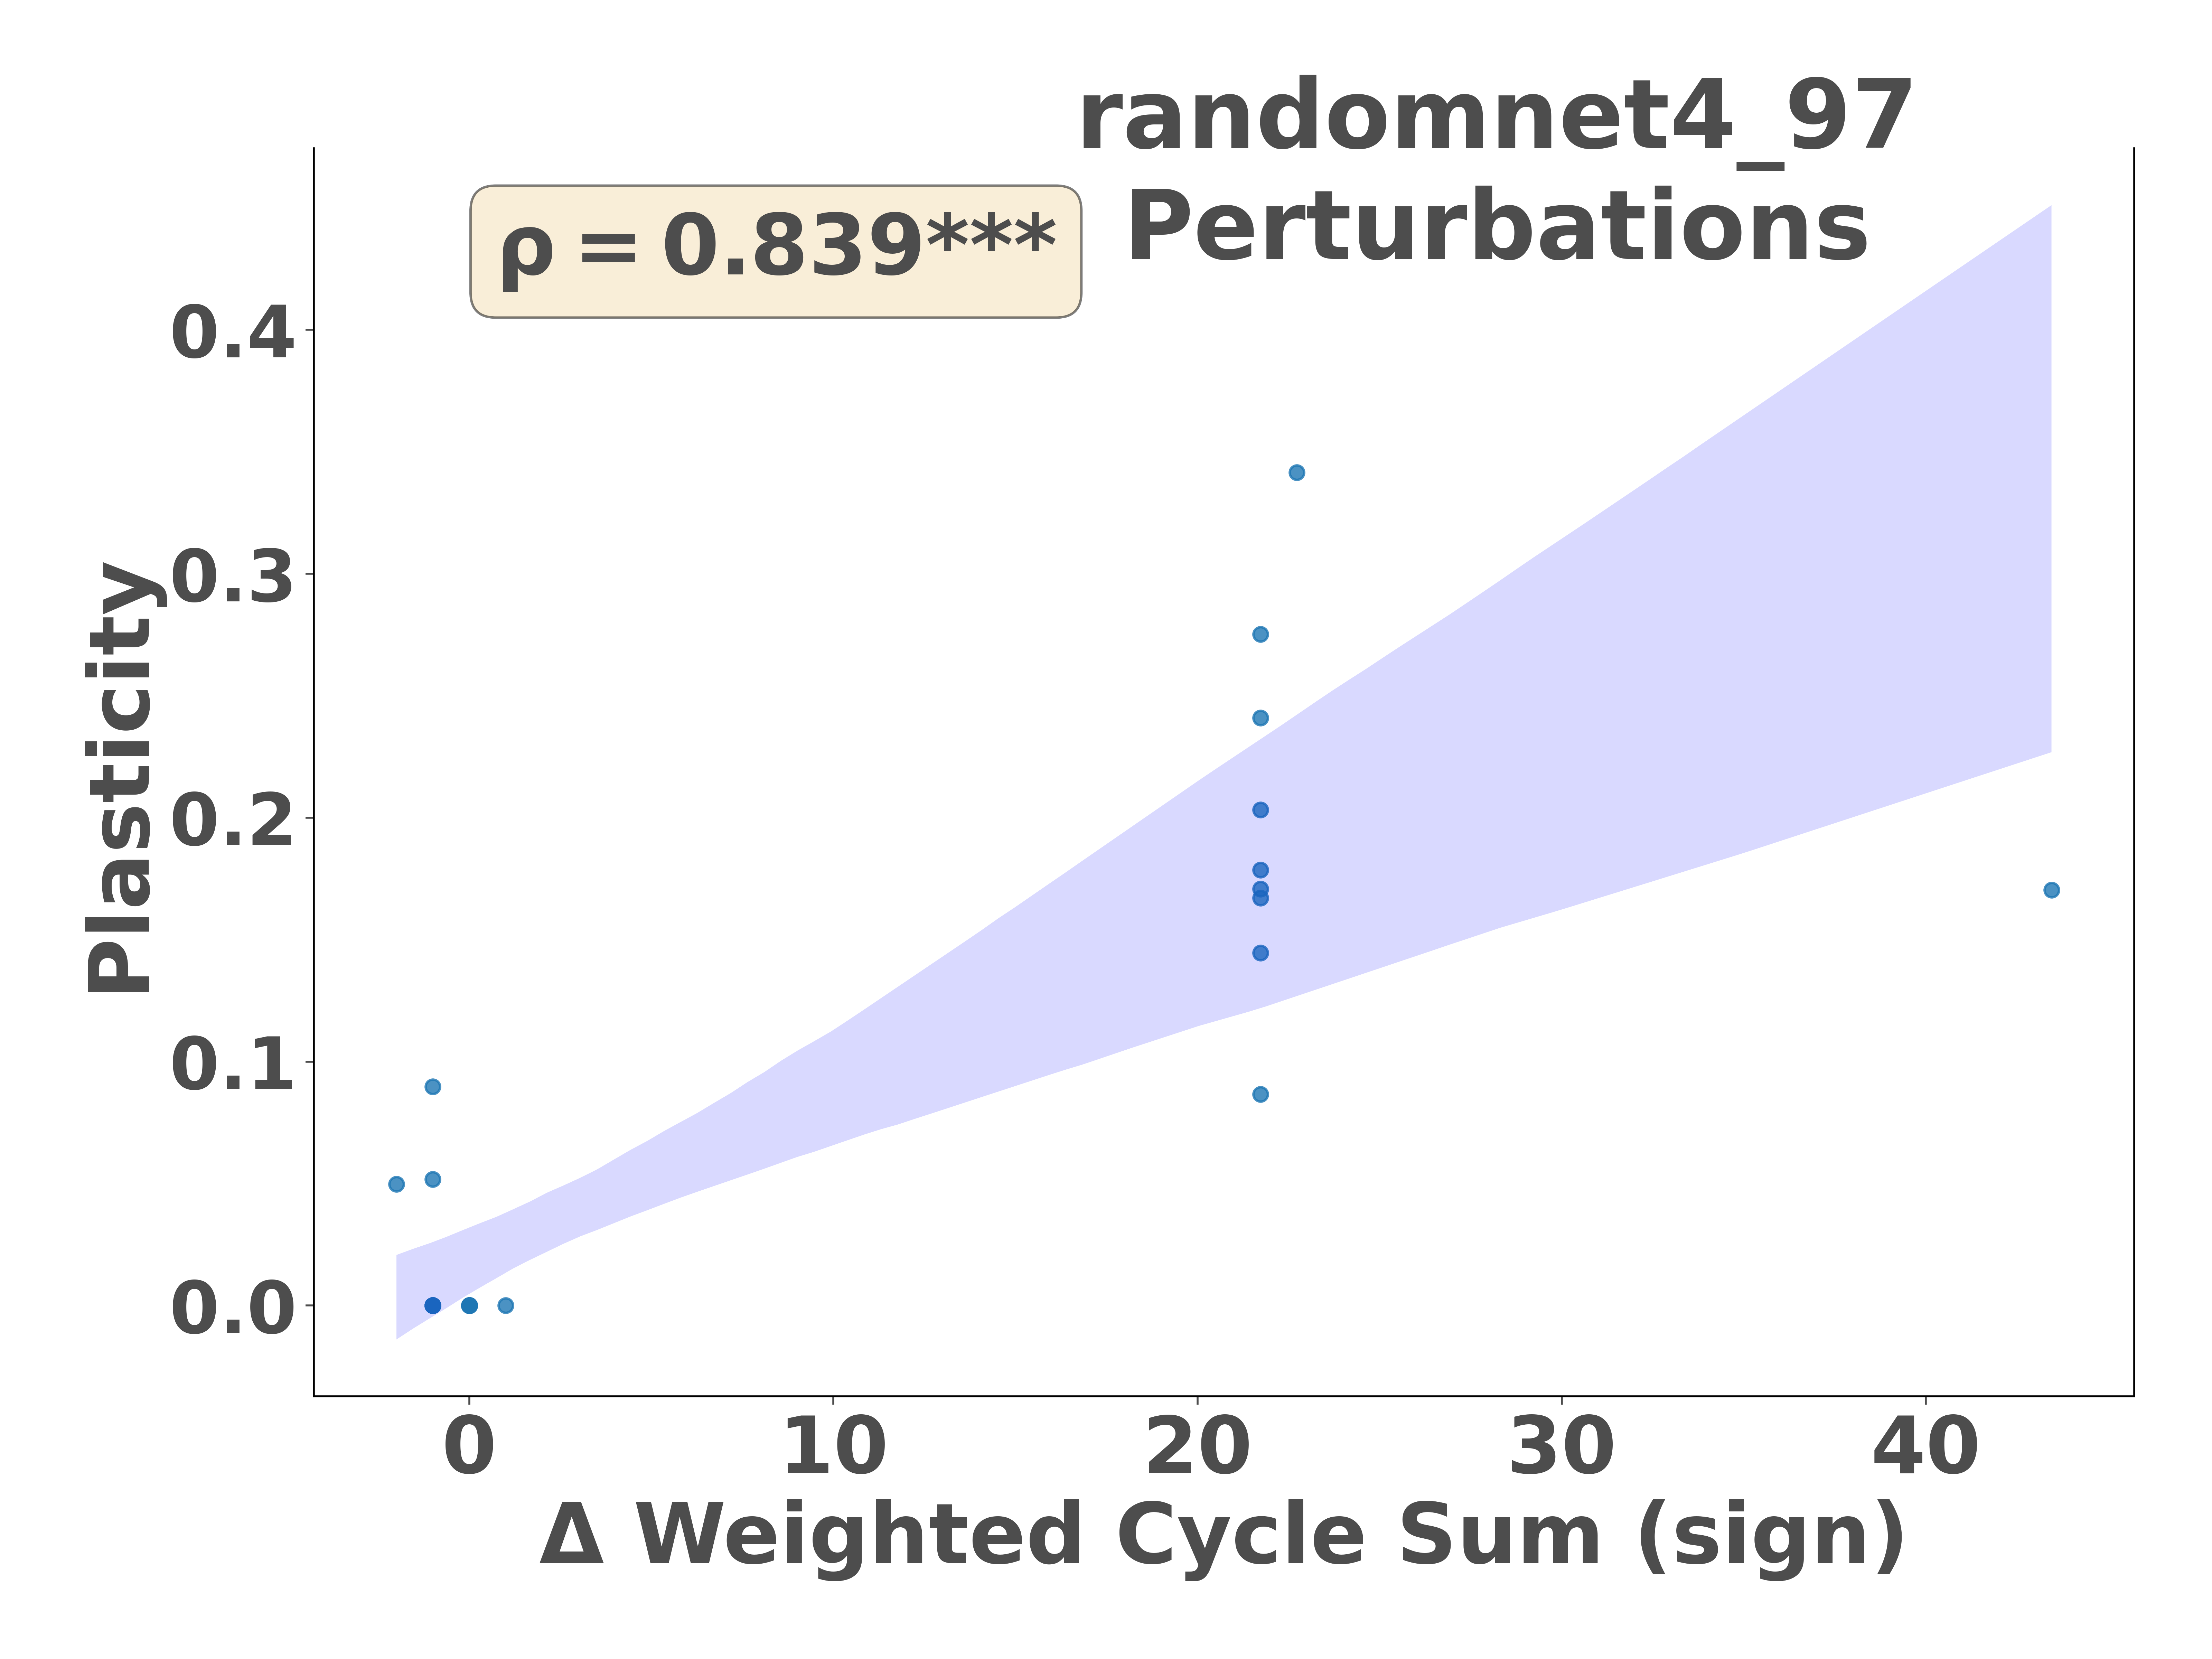 randomnet4_97
Perturbations
ρ = 0.839***
Plasticity
0.4
0.3
0.2
0.1
0.0
0
10
20
30
40
Δ Weighted Cycle Sum (sign)